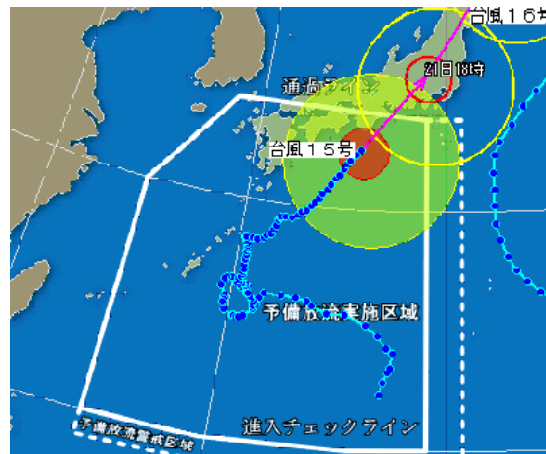 台風１６号
21日18時
通過ライン
台風１５号
予備放流実施区域
進入チェックライン
予備放流警戒区域